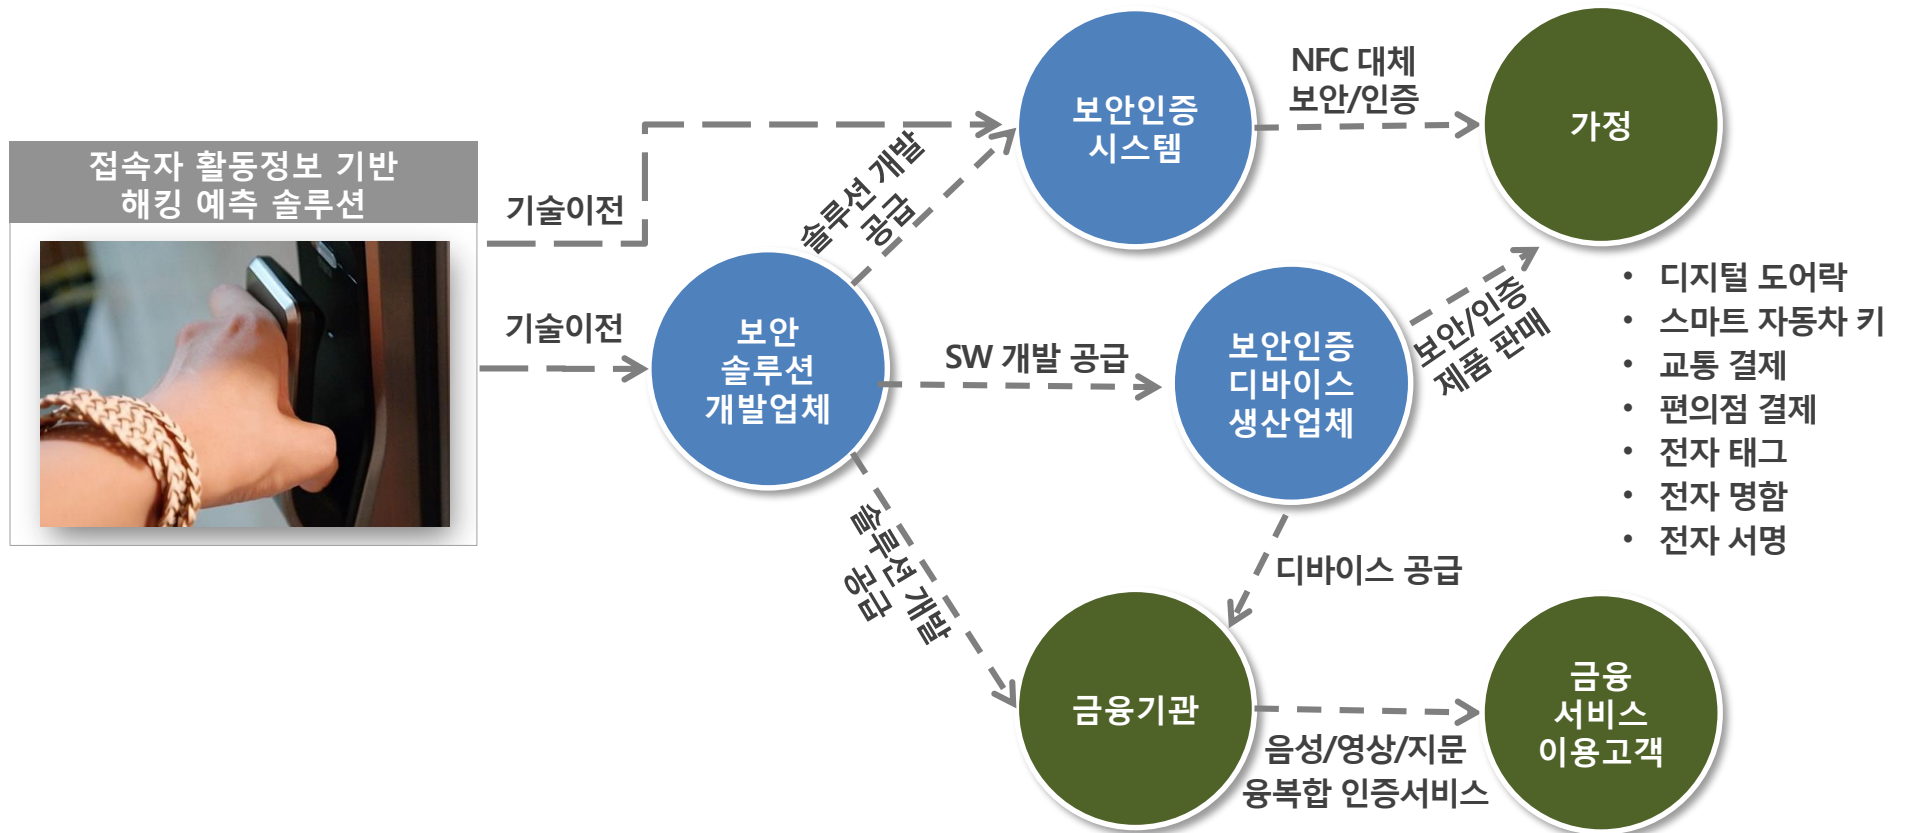 접속자 활동정보 기반
해킹 예측 솔루션
기술이전
기술이전
보안
솔루션
개발업체
솔루션 개발
공급
SW 개발 공급
솔루션 개발
공급
보안인증
시스템
NFC 대체
보안/인증
가정
보안인증
디바이스
생산업체
보안/인증
제품 판매
• 디지털 도어락
• 스마트 자동차 키
• 교통 결제
• 편의점 결제
• 전자 태그
• 전자 명함
• 전자 서명
디바이스 공급
금융기관
음성/영상/지문
융복합 인증서비스
금융
서비스
이용고객